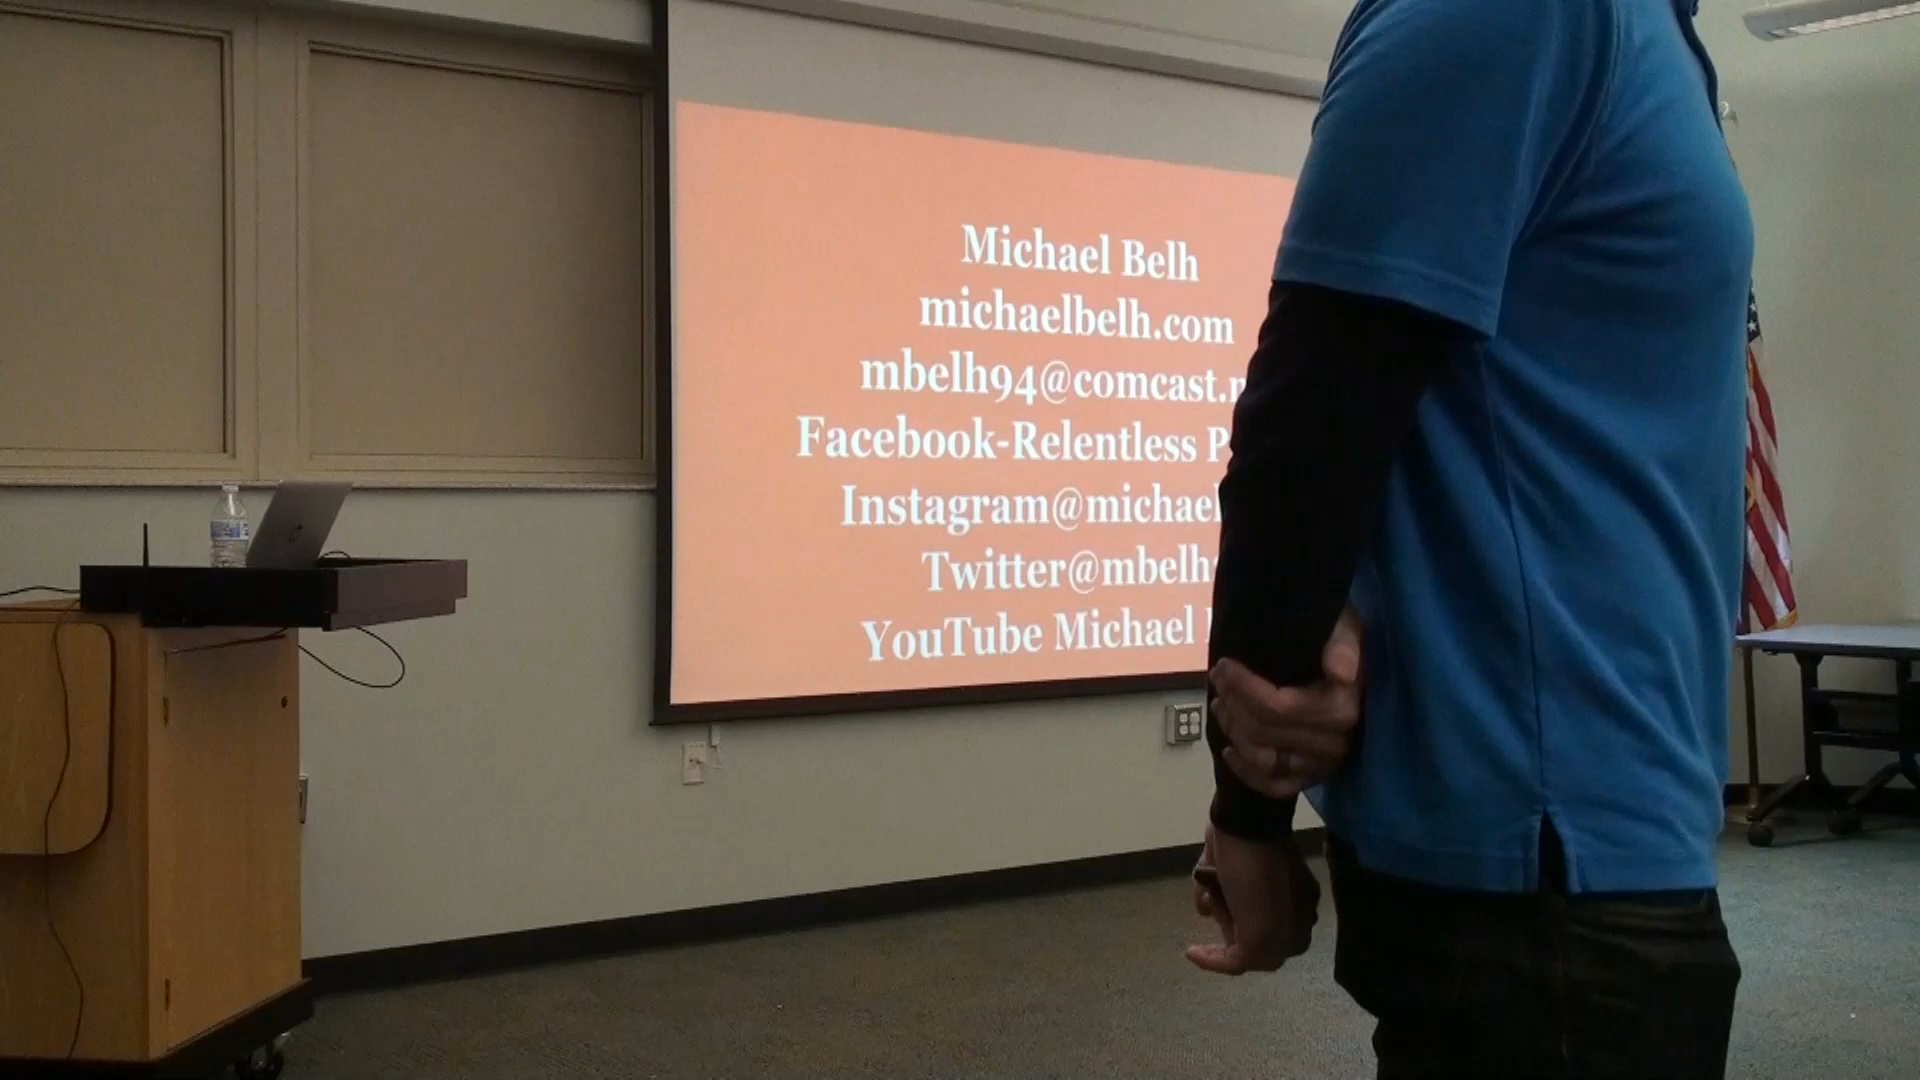 Michael Belh
michaelbelh.com
mbelh94@comcast.
Facebook-Relentless
Instagram@michael
Twitter@mbelh
YouTube Michael